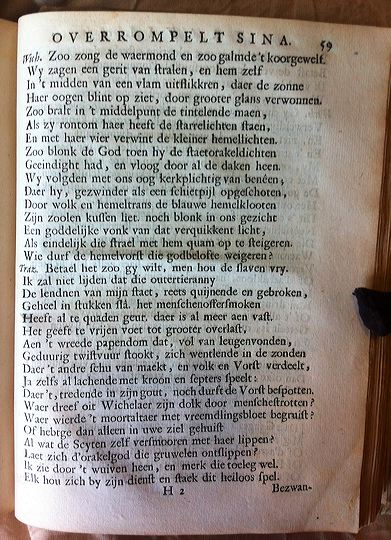 OVERROMPELT SINA. 59
Wich. Zoo zong de waermond en zoo galmde 't koorgewelf.
Wy zagen een gerit van stralen, en hem zelf
In 't midden van een vlam uitflikkren, daer de zonne
Haer oogen blint op ziet, door grooter glans verwonnen.
Zoo bralt in 't middelpunt de tintelende maen,
Als zy rontom haer heeft de starrelichten staen,
En met haer vier verwint de kleiner hemellichten.
Zoo blonk de God toen hy de staetorakeldichten
Geeindight had, en vloog door al de daken heen.
Wy volgden met ons oog kerkplichtig van benéen;
Daer hy, gezwinder als een schietpijl opgeschoten,
Door wolk en hemeltrans de blauwe hemelklooten
Zijn zoolen kussen liet. noch blonk in ons gezicht
Een goddelijke vonk van dat verquikkent licht,
Als eindelijk die strael met hem quam op te steigeren.
Wie durf de hemelvorst die godbelofte weigeren?
Traz. Betael het zoo gy wilt, men hou de slaven vry.
Ik zal niet lijden dat die outertieranny
De lendnen van mijn staet, reets quijnende en gebroken,
Geheel in stukken sla. het menschenoffersmoken
Heeft al te quaden geur. daer is al meer aen vast.
Het geeft te vrijen voet tot grooter overlast.
Aen 't wreede papendom dat, vol van leugenvonden,
Geduurig twistvuur stookt, zich wentlende in de zonden
Daer 't andre schu van maekt, en volk en Vorst verdeelt,
Ja zelfs al lachende met kroon en septers speelt:
Daer 't, tredende in zijn gout, noch durft de Vorst bespotten.
Waer dreef oit Wichelaer zijn dolk door menschestrotten?
Waer wierde 't moortaltaer met vreendlingsbloet begruist?
Of hebtge dan alleen in uwe ziel gehuist
Al wat de Scyten zelf versmooren met haer lippen?
Laet zich d'orakelgod die gruwelen ontslippen?
Ik zie door 't wuiven heen, en merk die toeleg wel.
Elk hou zich by zijn dienst en staek dit heiloos spel.
H 2 Bezwan-